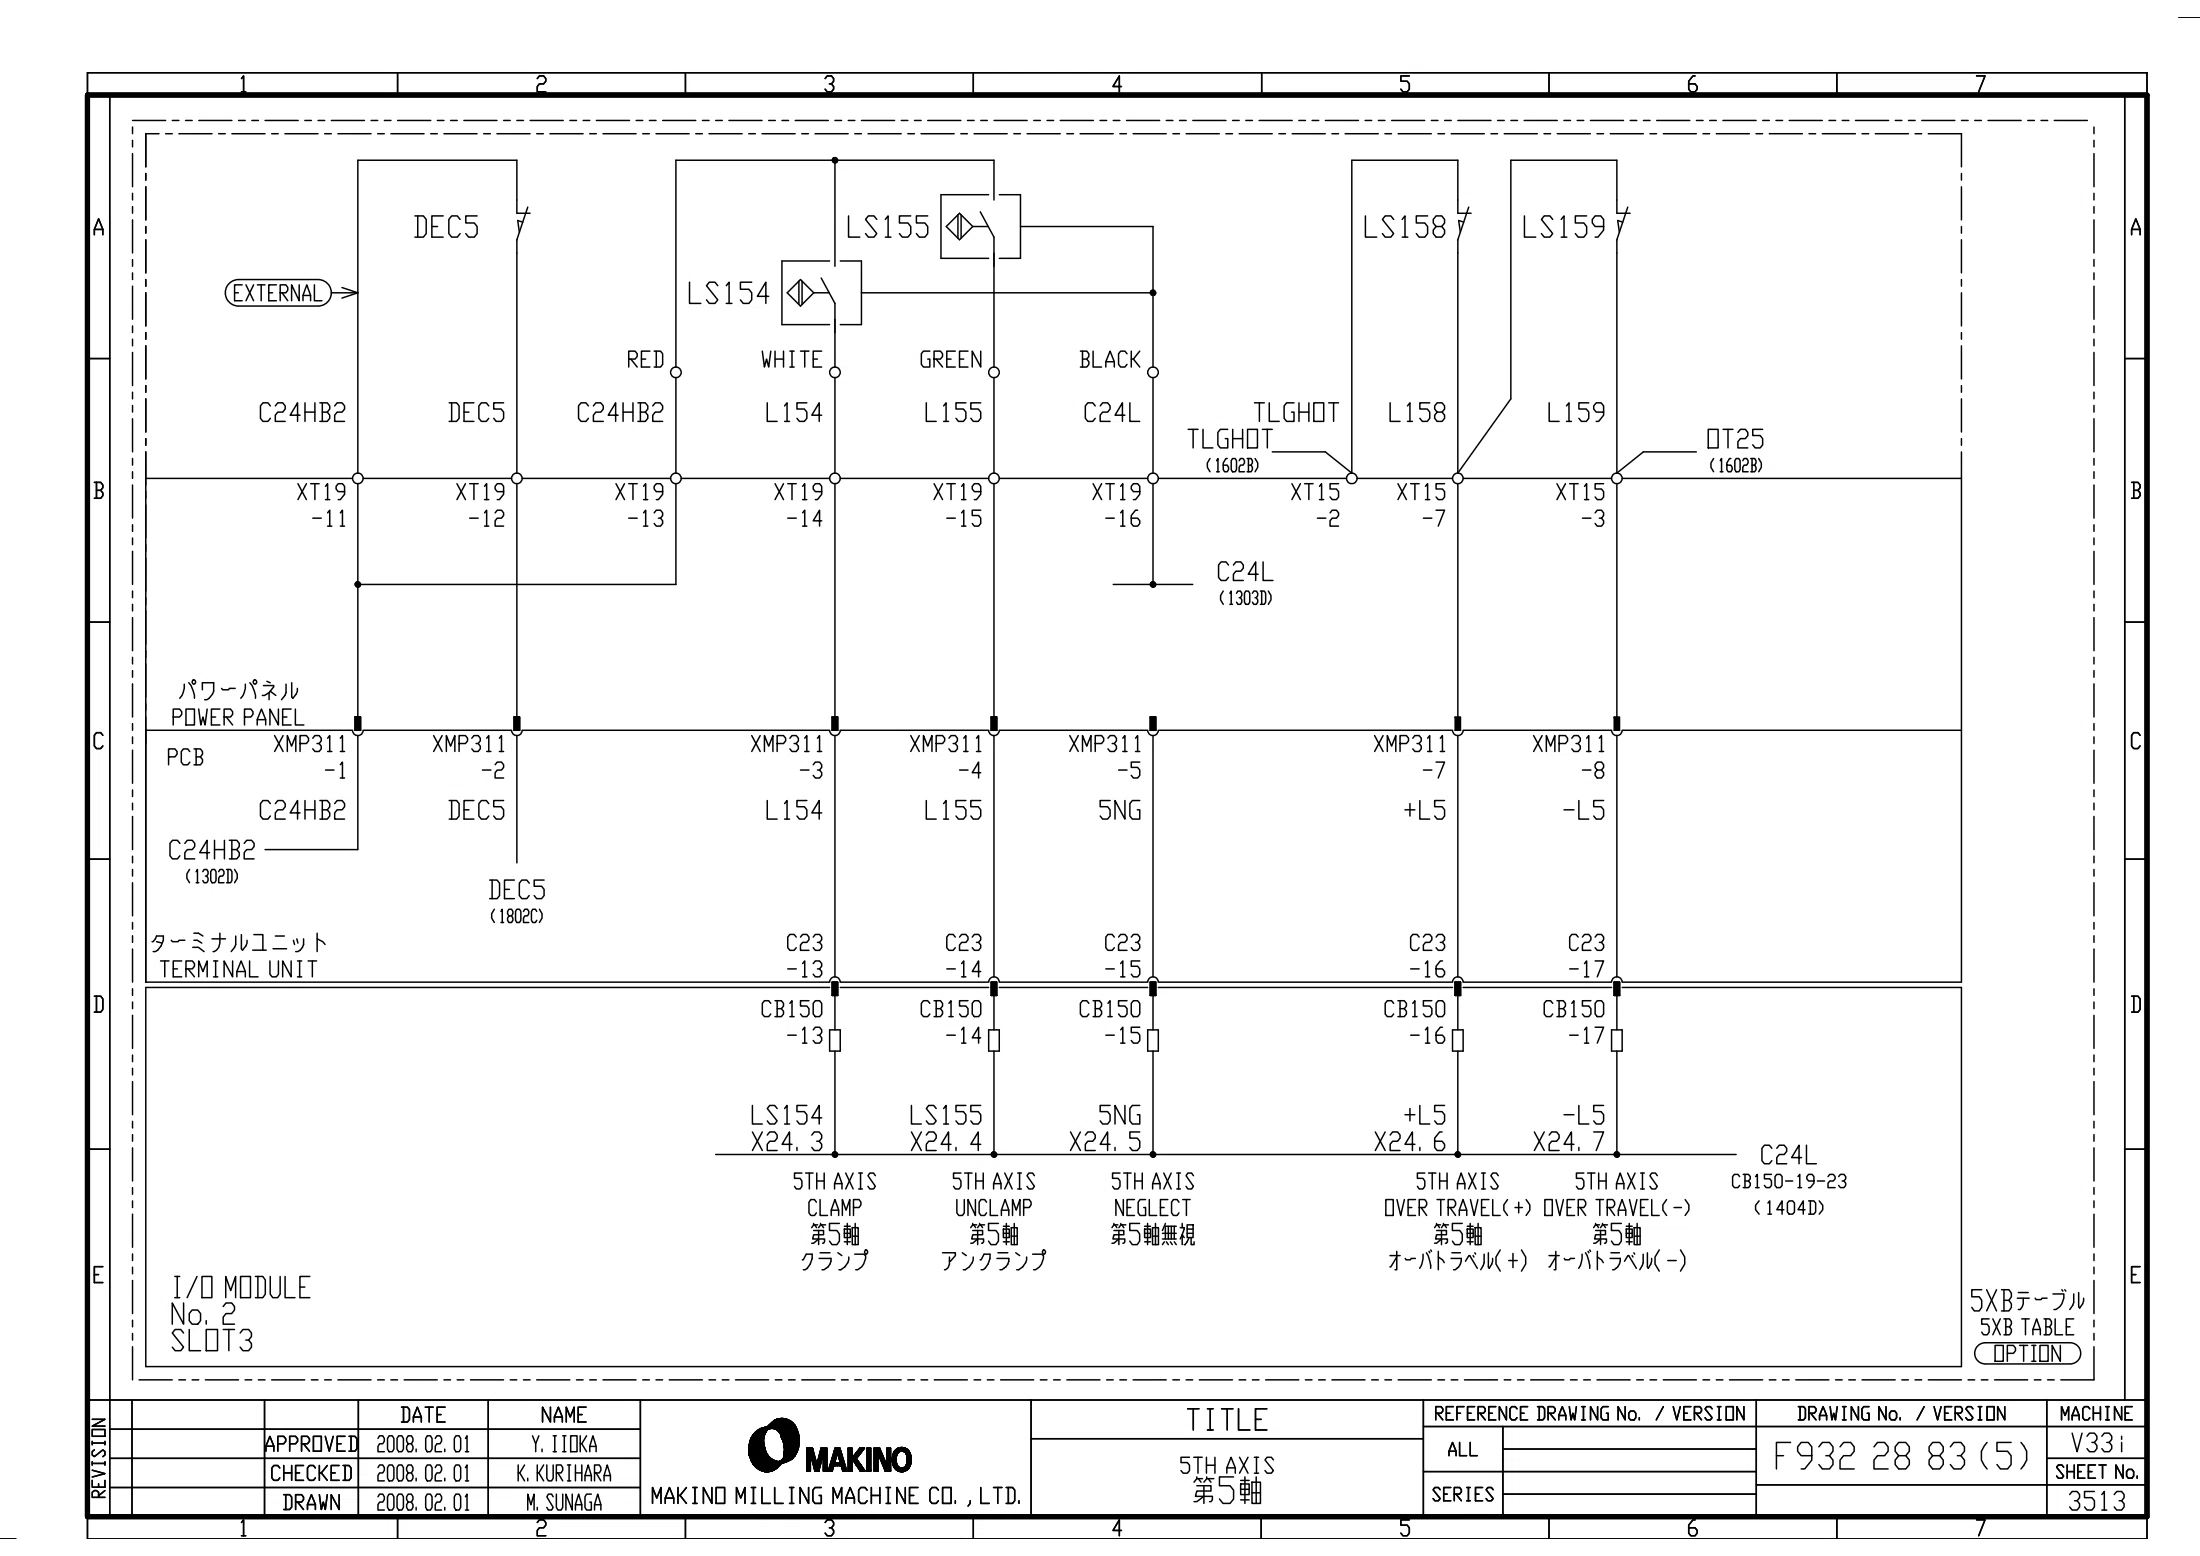 1 2 3 4 5 6 7
A DEC5 LS155 LS158 LS159 A
EXTERNAL LS154
RED WHITE GREEN BLACK
C24HB2 DEC5 C24HB2 L154 L155 C24L TLGHOT L158 L159
TLGHOT OT25
(1602B) (1602B)
B XT19 XT19 XT19 XT19 XT19 XT19 XT15 XT15 XT15 B
-11 -12 -13 -14 -15 -16 -2 -7 -3
C24L
(1303D)
パワーパネル
POWER PANEL
C XMP311 XMP311 XMP311 XMP311 XMP311 XMP311 XMP311 C
PCB -1 -2 -3 -4 -5 -7 -8
C24HB2 DEC5 L154 L155 5NG +L5 -L5
C24HB2
(1302D)
DEC5
(1802C)
ターミナルユニット C23 C23 C23 C23 C23
TERMINAL UNIT -13 -14 -15 -16 -17
D CB150 CB150 CB150 CB150 CB150 D
-13 -14 -15 -16 -17
LS154 LS155 5NG +L5 -L5
X24.3 X24.4 X24.5 X24.6 X24.7
C24L
5TH AXIS 5TH AXIS 5TH AXIS 5TH AXIS 5TH AXIS CB150-19-23
CLAMP UNCLAMP NEGLECT OVER TRAVEL(+) OVER TRAVEL(-) (1404D)
第5軸 第5軸 第5軸無視 第5軸 第5軸
クランプ アンクランプ オーバトラベル(+) オーバトラベル(-)
E E
I/O MODULE
No. 2
SLOT3
5XBテーブル
5XB TABLE
OPTION
REVISION
DATE NAME
APPROVED 2008.02.01 Y. IIOKA
CHECKED 2008.02.01 K. KURIHARA
DRAWN 2008.02.01 M. SUNAGA
MAKINO
MAKINO MILLING MACHINE CO.,LTD.
TITLE
5TH AXIS
第5軸
REFERENCE DRAWING No. / VERSION
ALL
SERIES
DRAWING No. / VERSION
F932 28 83 (5)
MACHINE
V33i
SHEET No.
3513
1 2 3 4 5 6 7